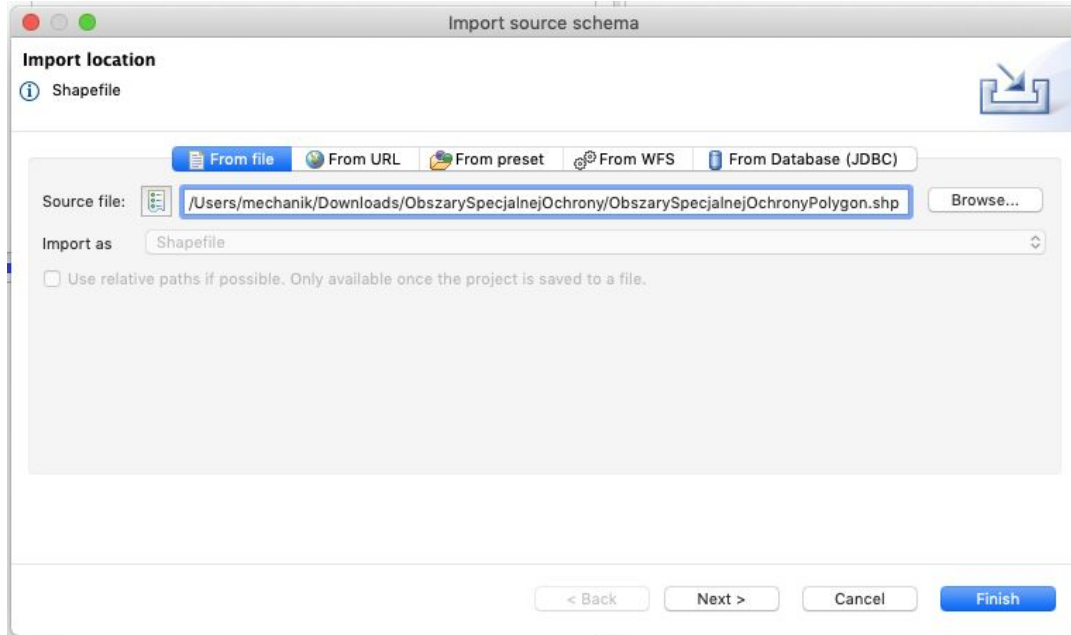 Import source schema
Import location
Shapefile
From file From URL From preset From WFS From Database (JDBC)
Source file: /Users/mechanik/Downloads/ObszarySpecjalnejOchrony/ObszarySpecjalnejOchronyPolygon.shp Browse...
Import as Shapefile
Use relative paths if possible. Only available once the project is saved to a file.
< Back Next > Cancel Finish